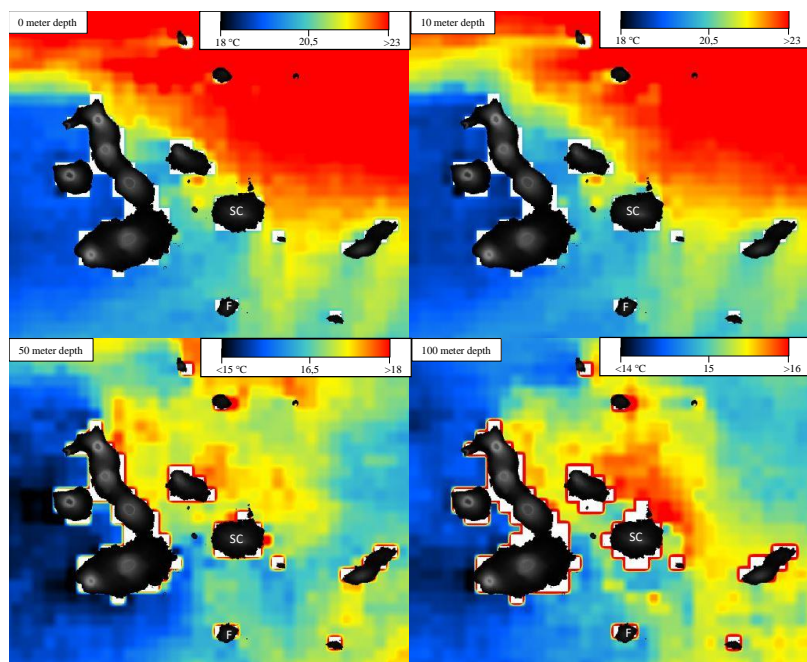 0 meter depth
18 °C 20,5 >23
SC
F
10 meter depth
18 °C 20,5 >23
SC
F
50 meter depth
<15 °C 16,5 >18
SC
F
100 meter depth
<14 °C 15 >16
SC
F